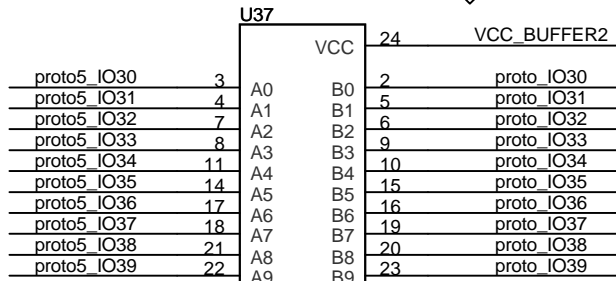 U37
VCC 24 VCC_BUFFER2
proto5_IO30 3 A0 B0 2 proto_IO30
proto5_IO31 4 A1 B1 5 proto_IO31
proto5_IO32 7 A2 B2 6 proto_IO32
proto5_IO33 8 A3 B3 9 proto_IO33
proto5_IO34 11 A4 B4 10 proto_IO34
proto5_IO35 14 A5 B5 15 proto_IO35
proto5_IO36 17 A6 B6 16 proto_IO36
proto5_IO37 18 A7 B7 19 proto_IO37
proto5_IO38 21 A8 B8 20 proto_IO38
proto5_IO39 22 A9 B9 23 proto_IO39